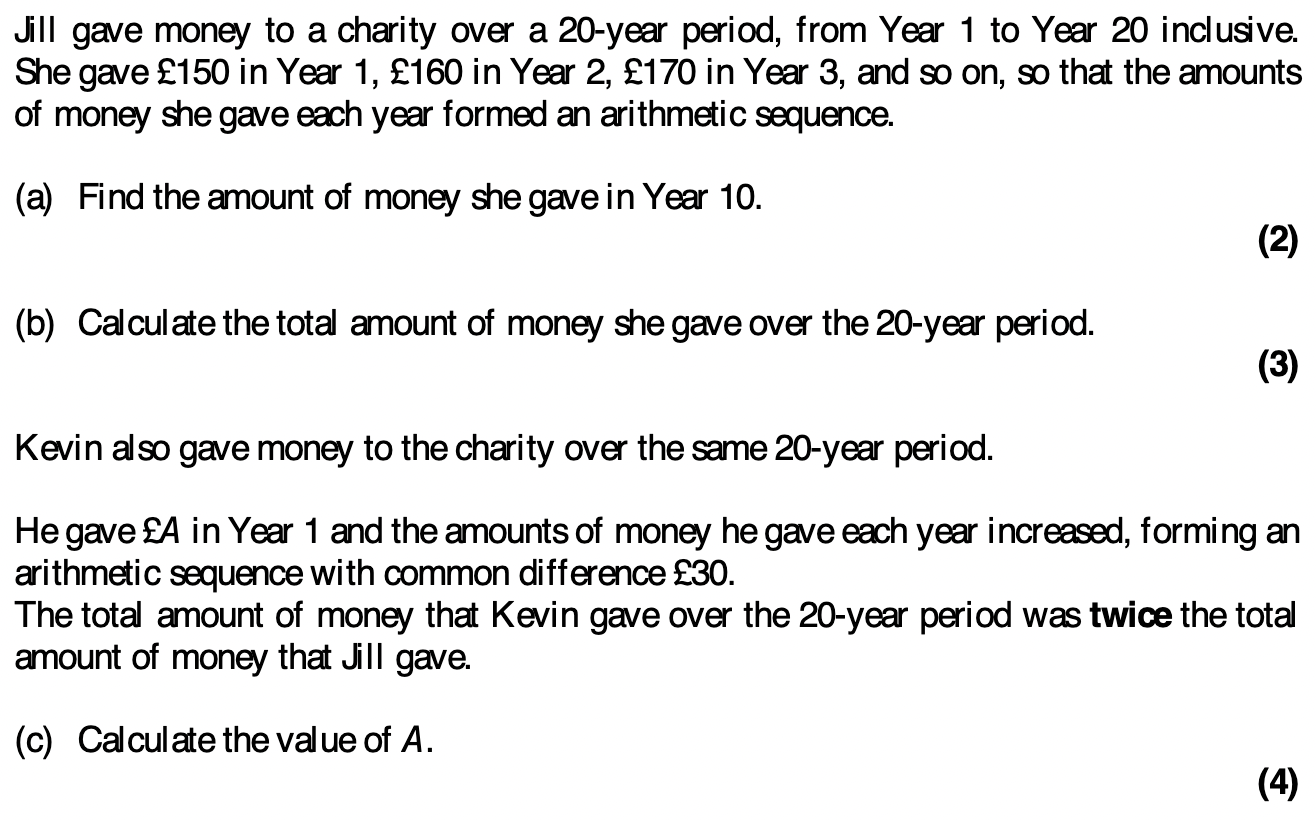 Jill gave money to a charity over a 20-year period, from Year 1 to Year 20 inclusive.
She gave £150 in Year 1, £160 in Year 2, £170 in Year 3, and so on, so that the amounts
of money she gave each year formed an arithmetic sequence.
(a) Find the amount of money she gave in Year 10.
(2)
(b) Calculate the total amount of money she gave over the 20-year period.
(3)
Kevin also gave money to the charity over the same 20-year period.
He gave £A in Year 1 and the amounts of money he gave each year increased, forming an
arithmetic sequence with common difference £30.
The total amount of money that Kevin gave over the 20-year period was twice the total
amount of money that Jill gave.
(c) Calculate the value of A.
(4)